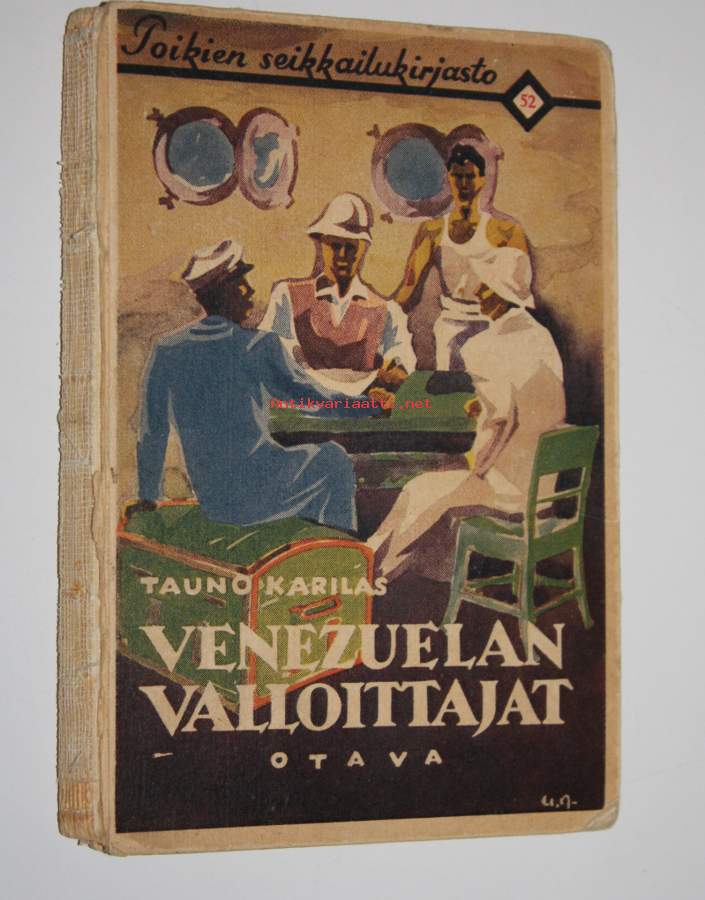 Poikien seikkailukirjasto
52
Antikvariaatti.net
TAUNO KARILAS
VENEZUELAN
VALLOITTAJAT
OTAVA